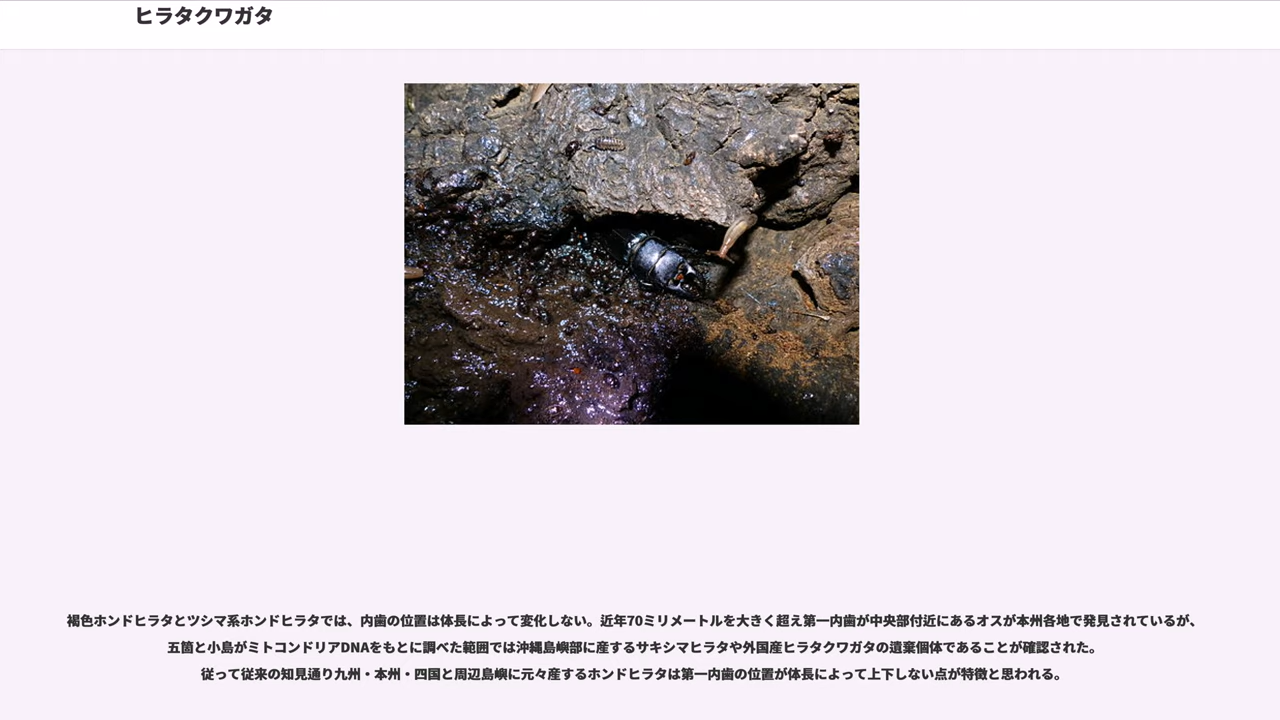 ヒラタクワガタ
褐色ホンドヒラタとツシマ系ホンドヒラタでは、内歯の位置は体長によって変化しない。近年70ミリメートルを大きく超え第一内歯が中央部付近にあるオスが本州各地で発見されているが、
五箇と小島がミトコンドリアDNAをもとに調べた範囲では沖縄島嶼部に産するサキシマヒラタや外国産ヒラタクワガタの遺棄個体であることが確認された。
従って従来の知見通り九州・本州・四国と周辺島嶼に元々産するホンドヒラタは第一内歯の位置が体長によって上下しない点が特徴と思われる。